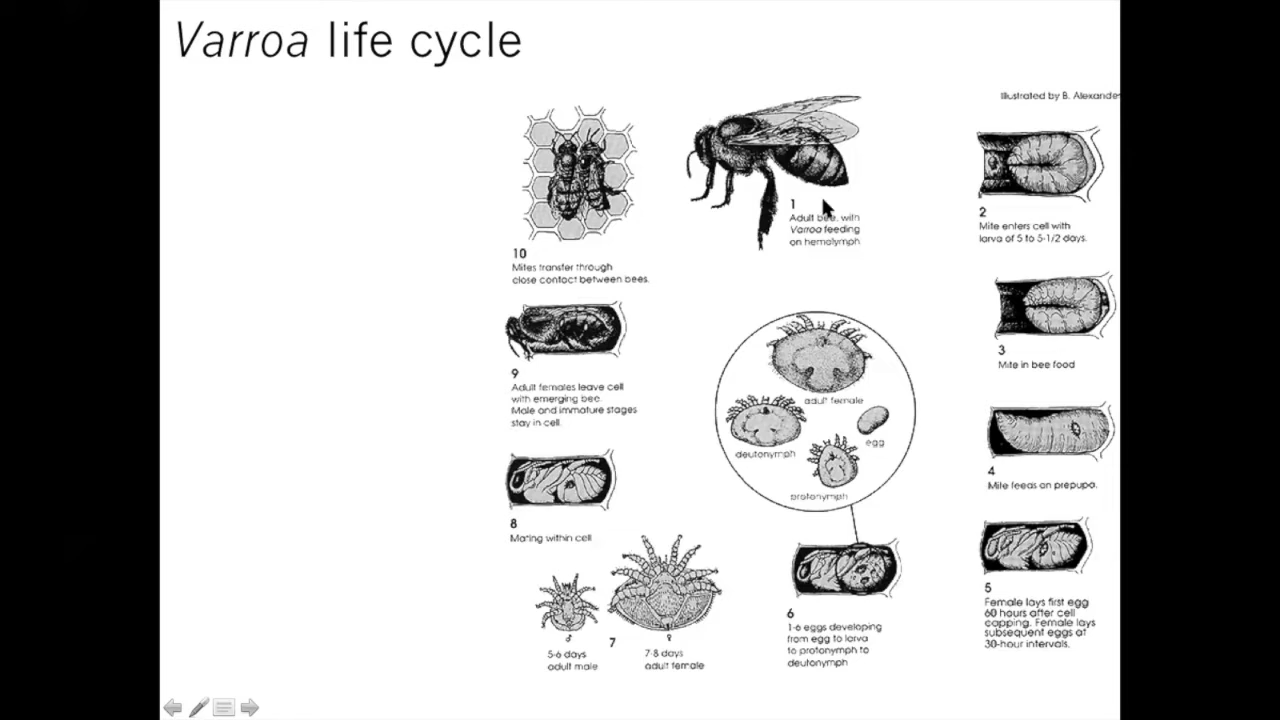 Varroa life cycle
Illustrated by B. Alexander
1
Adult bee, with
Varroa feeding
on hemolymph
2
Mite enters cell with
larva of 5 to 5-1/2 days.
3
Mite in bee food
4
Mite feeds on prepupa.
5
Female lays first egg
60 hours after cell
capping. Female lays
subsequent eggs at
30-hour intervals.
adult female
egg
deutonymph
protonymph
6
1-6 eggs developing
from egg to larva
to protonymph to
deutonymph
7
♂
5-6 days
adult male
♀
7-8 days
adult female
8
Mating within cell
9
Adult females leave cell
with emerging bee.
Male and immature stages
stay in cell.
10
Mites transfer through
close contact between bees.